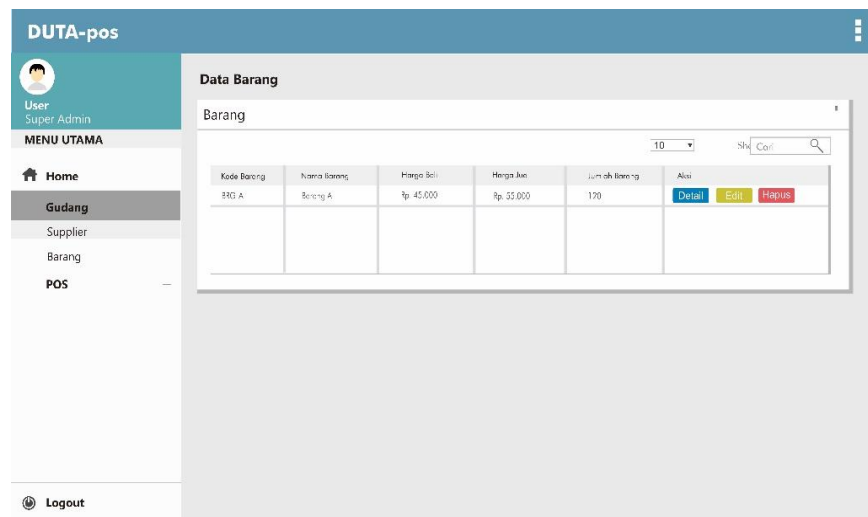 DUTA-pos
User
Super Admin
MENU UTAMA
Home
Gudang
Supplier
Barang
POS
Logout
Data Barang
Barang
10
Cari
Kode Barang Nama Barang Harga Beli Harga Jua Jumlah Barang Aksi
BRG A Barang A Rp. 45.000 Rp. 55.000 120 Detail Edit Hapus